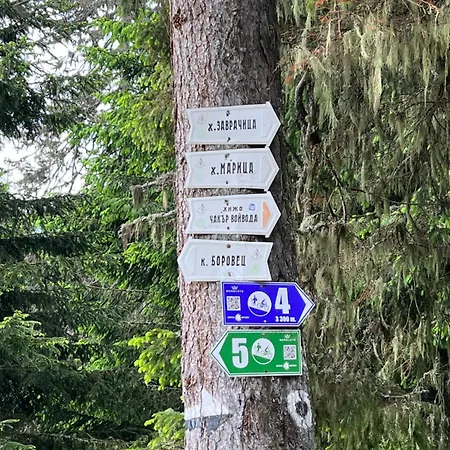 х. ЗАВРАЧИЦА
х. МАРИЦА
хижа
ЧАКЪР ВОЙВОДА
к. БОРОВЕЦ
4
3 300 m.
5